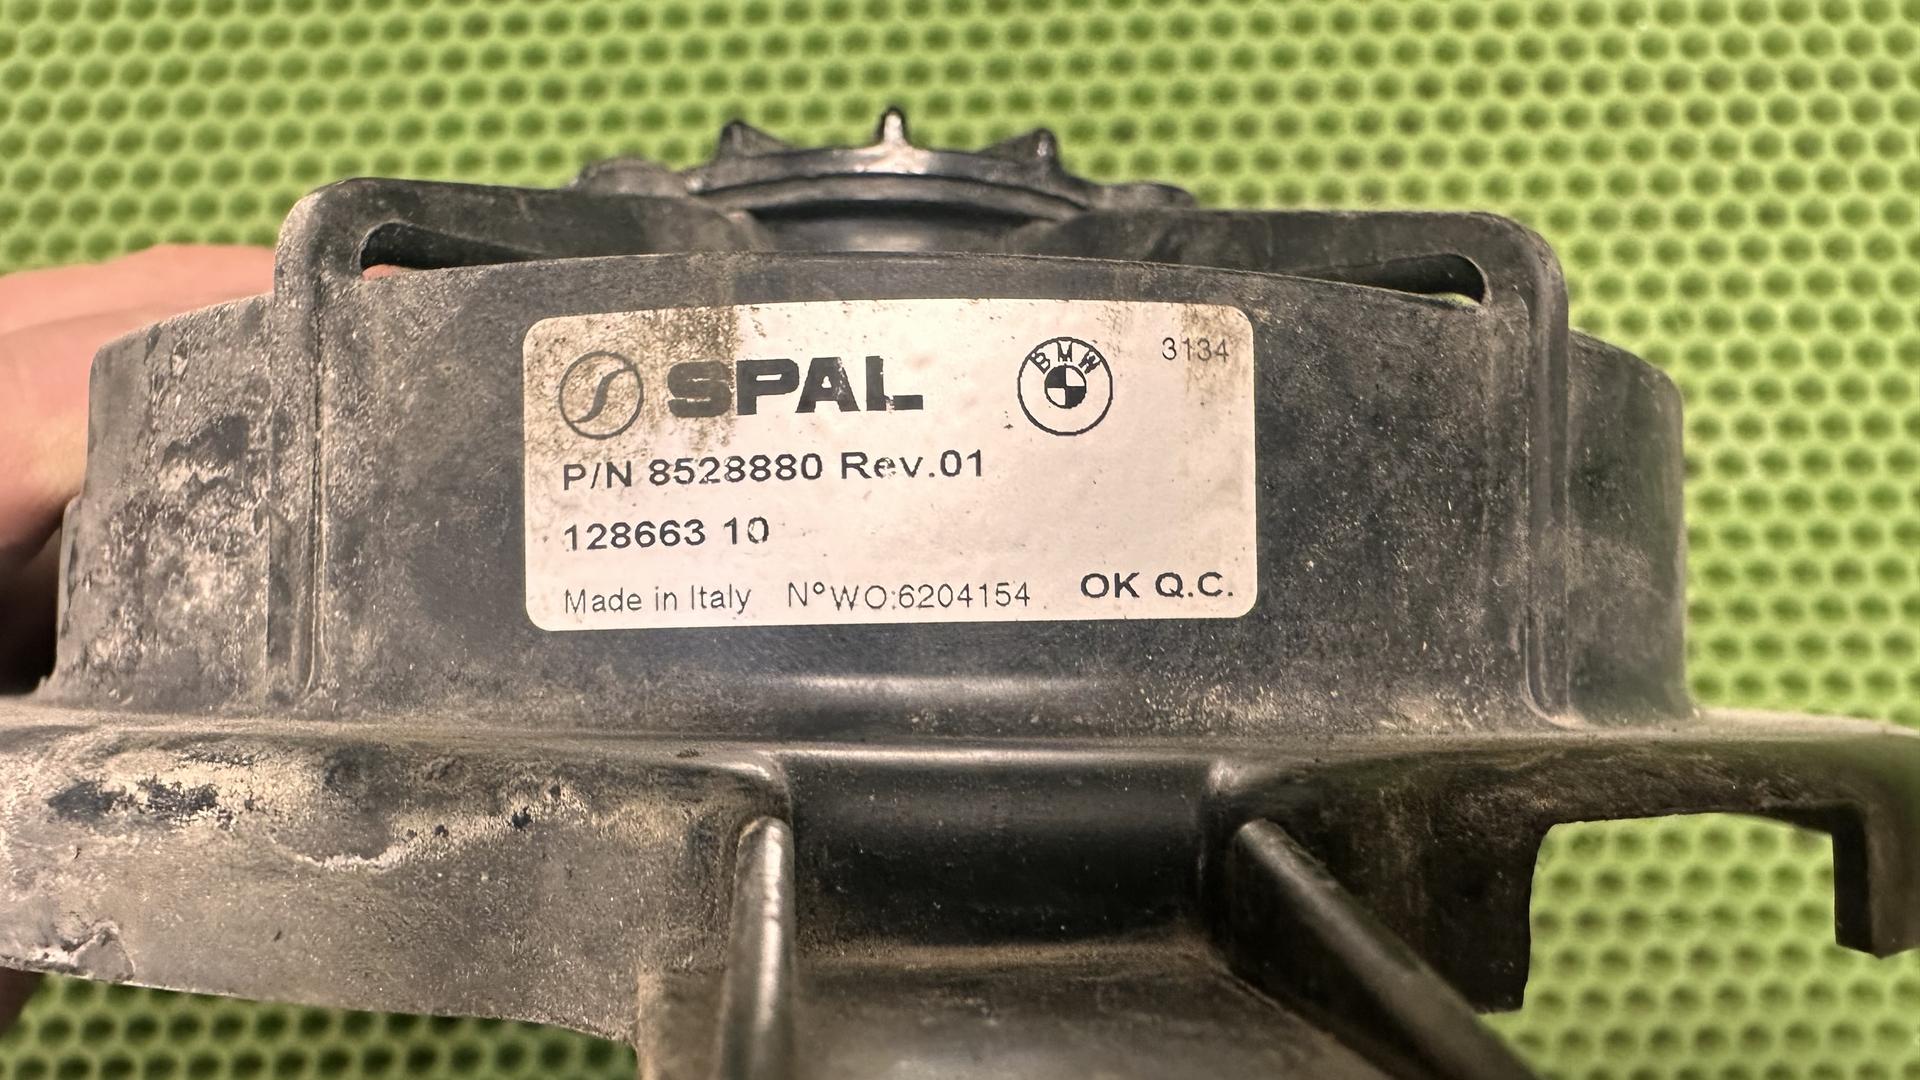 SPAL
BMW
3134
P/N 8528880 Rev.01
128663 10
Made in Italy N°WO:6204154 OK Q.C.